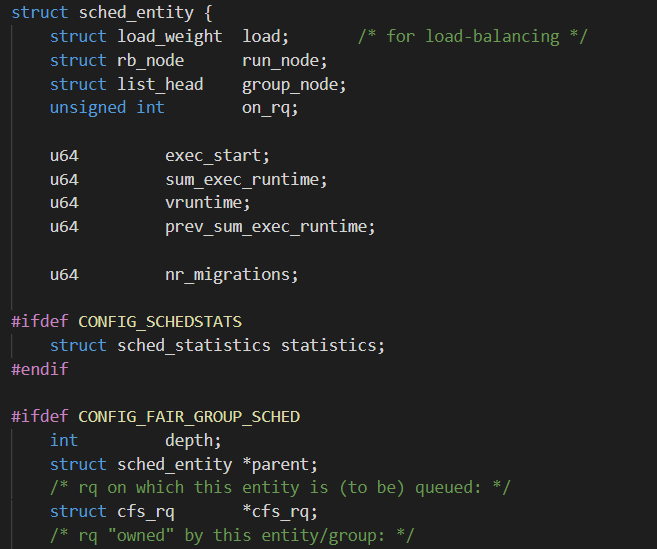 struct sched_entity {
    struct load_weight  load;       /* for load-balancing */
    struct rb_node      run_node;
    struct list_head    group_node;
    unsigned int        on_rq;

    u64         exec_start;
    u64         sum_exec_runtime;
    u64         vruntime;
    u64         prev_sum_exec_runtime;

    u64         nr_migrations;

#ifdef CONFIG_SCHEDSTATS
    struct sched_statistics statistics;
#endif

#ifdef CONFIG_FAIR_GROUP_SCHED
    int         depth;
    struct sched_entity *parent;
    /* rq on which this entity is (to be) queued: */
    struct cfs_rq       *cfs_rq;
    /* rq "owned" by this entity/group: */